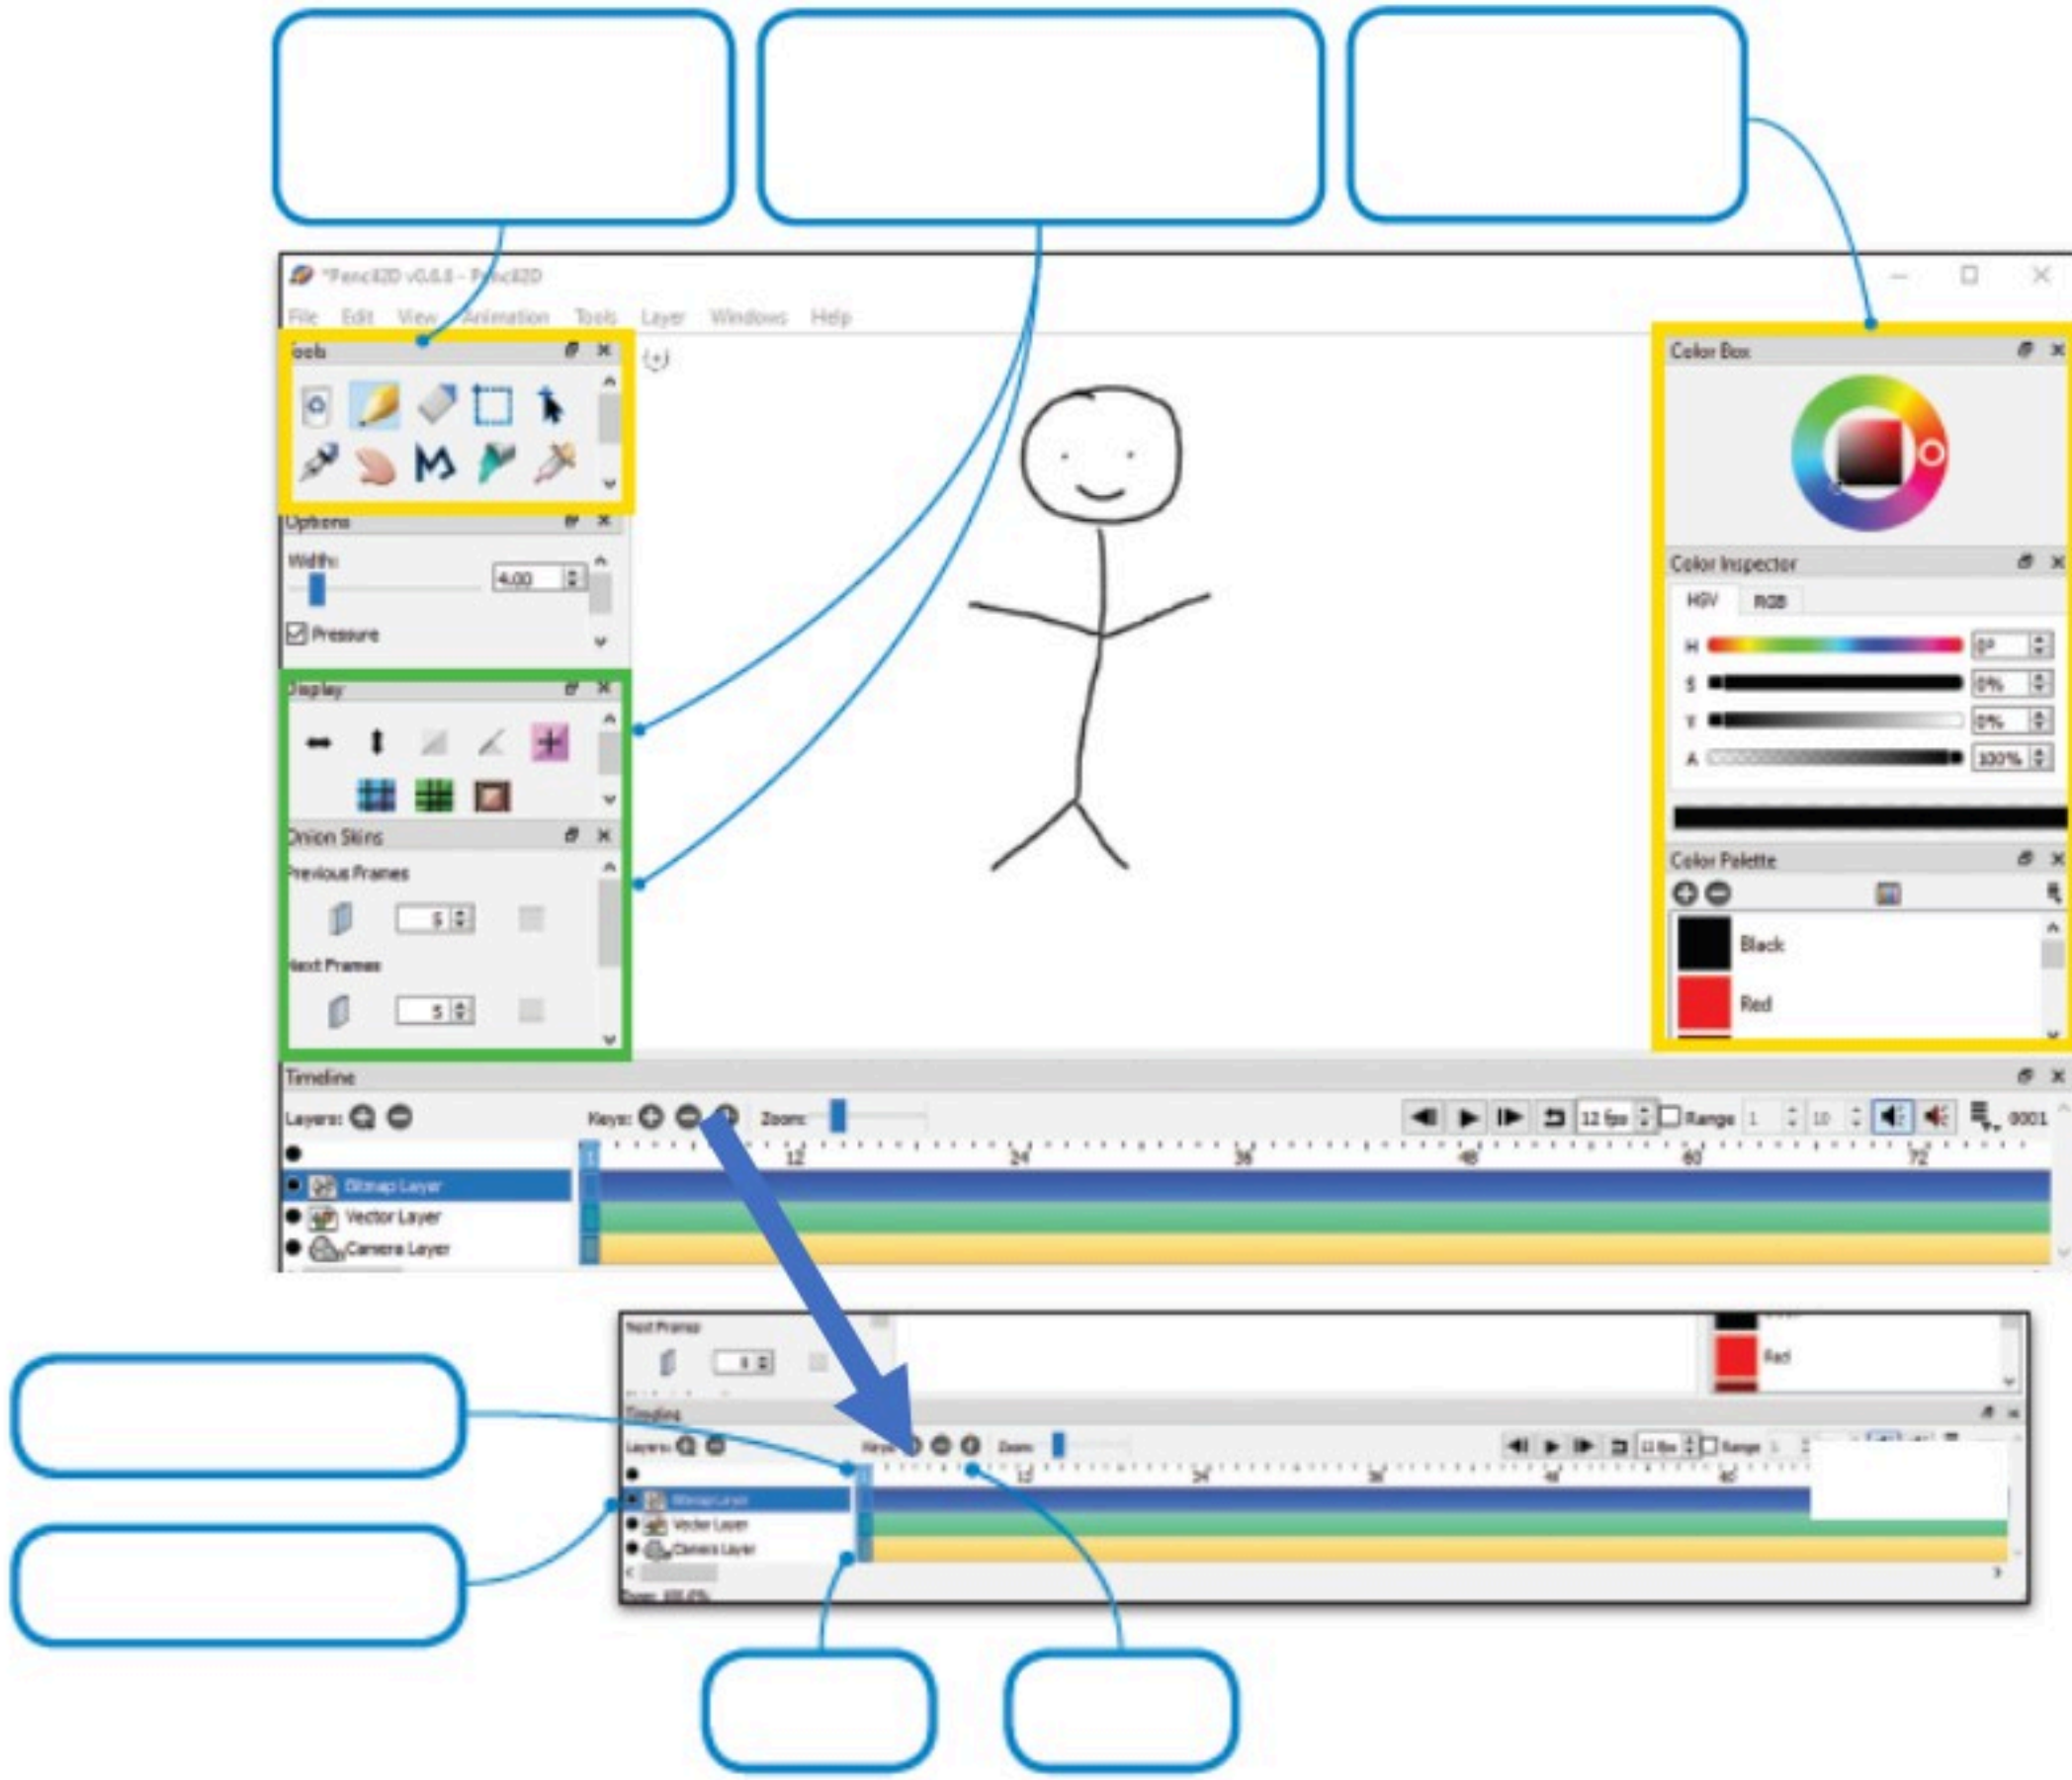 *Pencil2D v0.6.6 - Pencil2D
File Edit View Animation Tools Layer Windows Help
Tools
Options
Width:
4.00
Pressure
Display
Onion Skins
Previous Frames
5
Next Frames
5
Color Box
Color Inspector
HSV RGB
H 0°
S 0%
V 0%
A 100%
Color Palette
Black
Red
Timeline
Layers: Keys: Zoom: 12 fps Range 1 10 0001
1 12 24 36 48 60 72
Bitmap Layer
Vector Layer
Camera Layer
Next Frames
Red
Timeline
Layers: Keys: Zoom: Range
12 24 36 48 60
Bitmap Layer
Vector Layer
Camera Layer